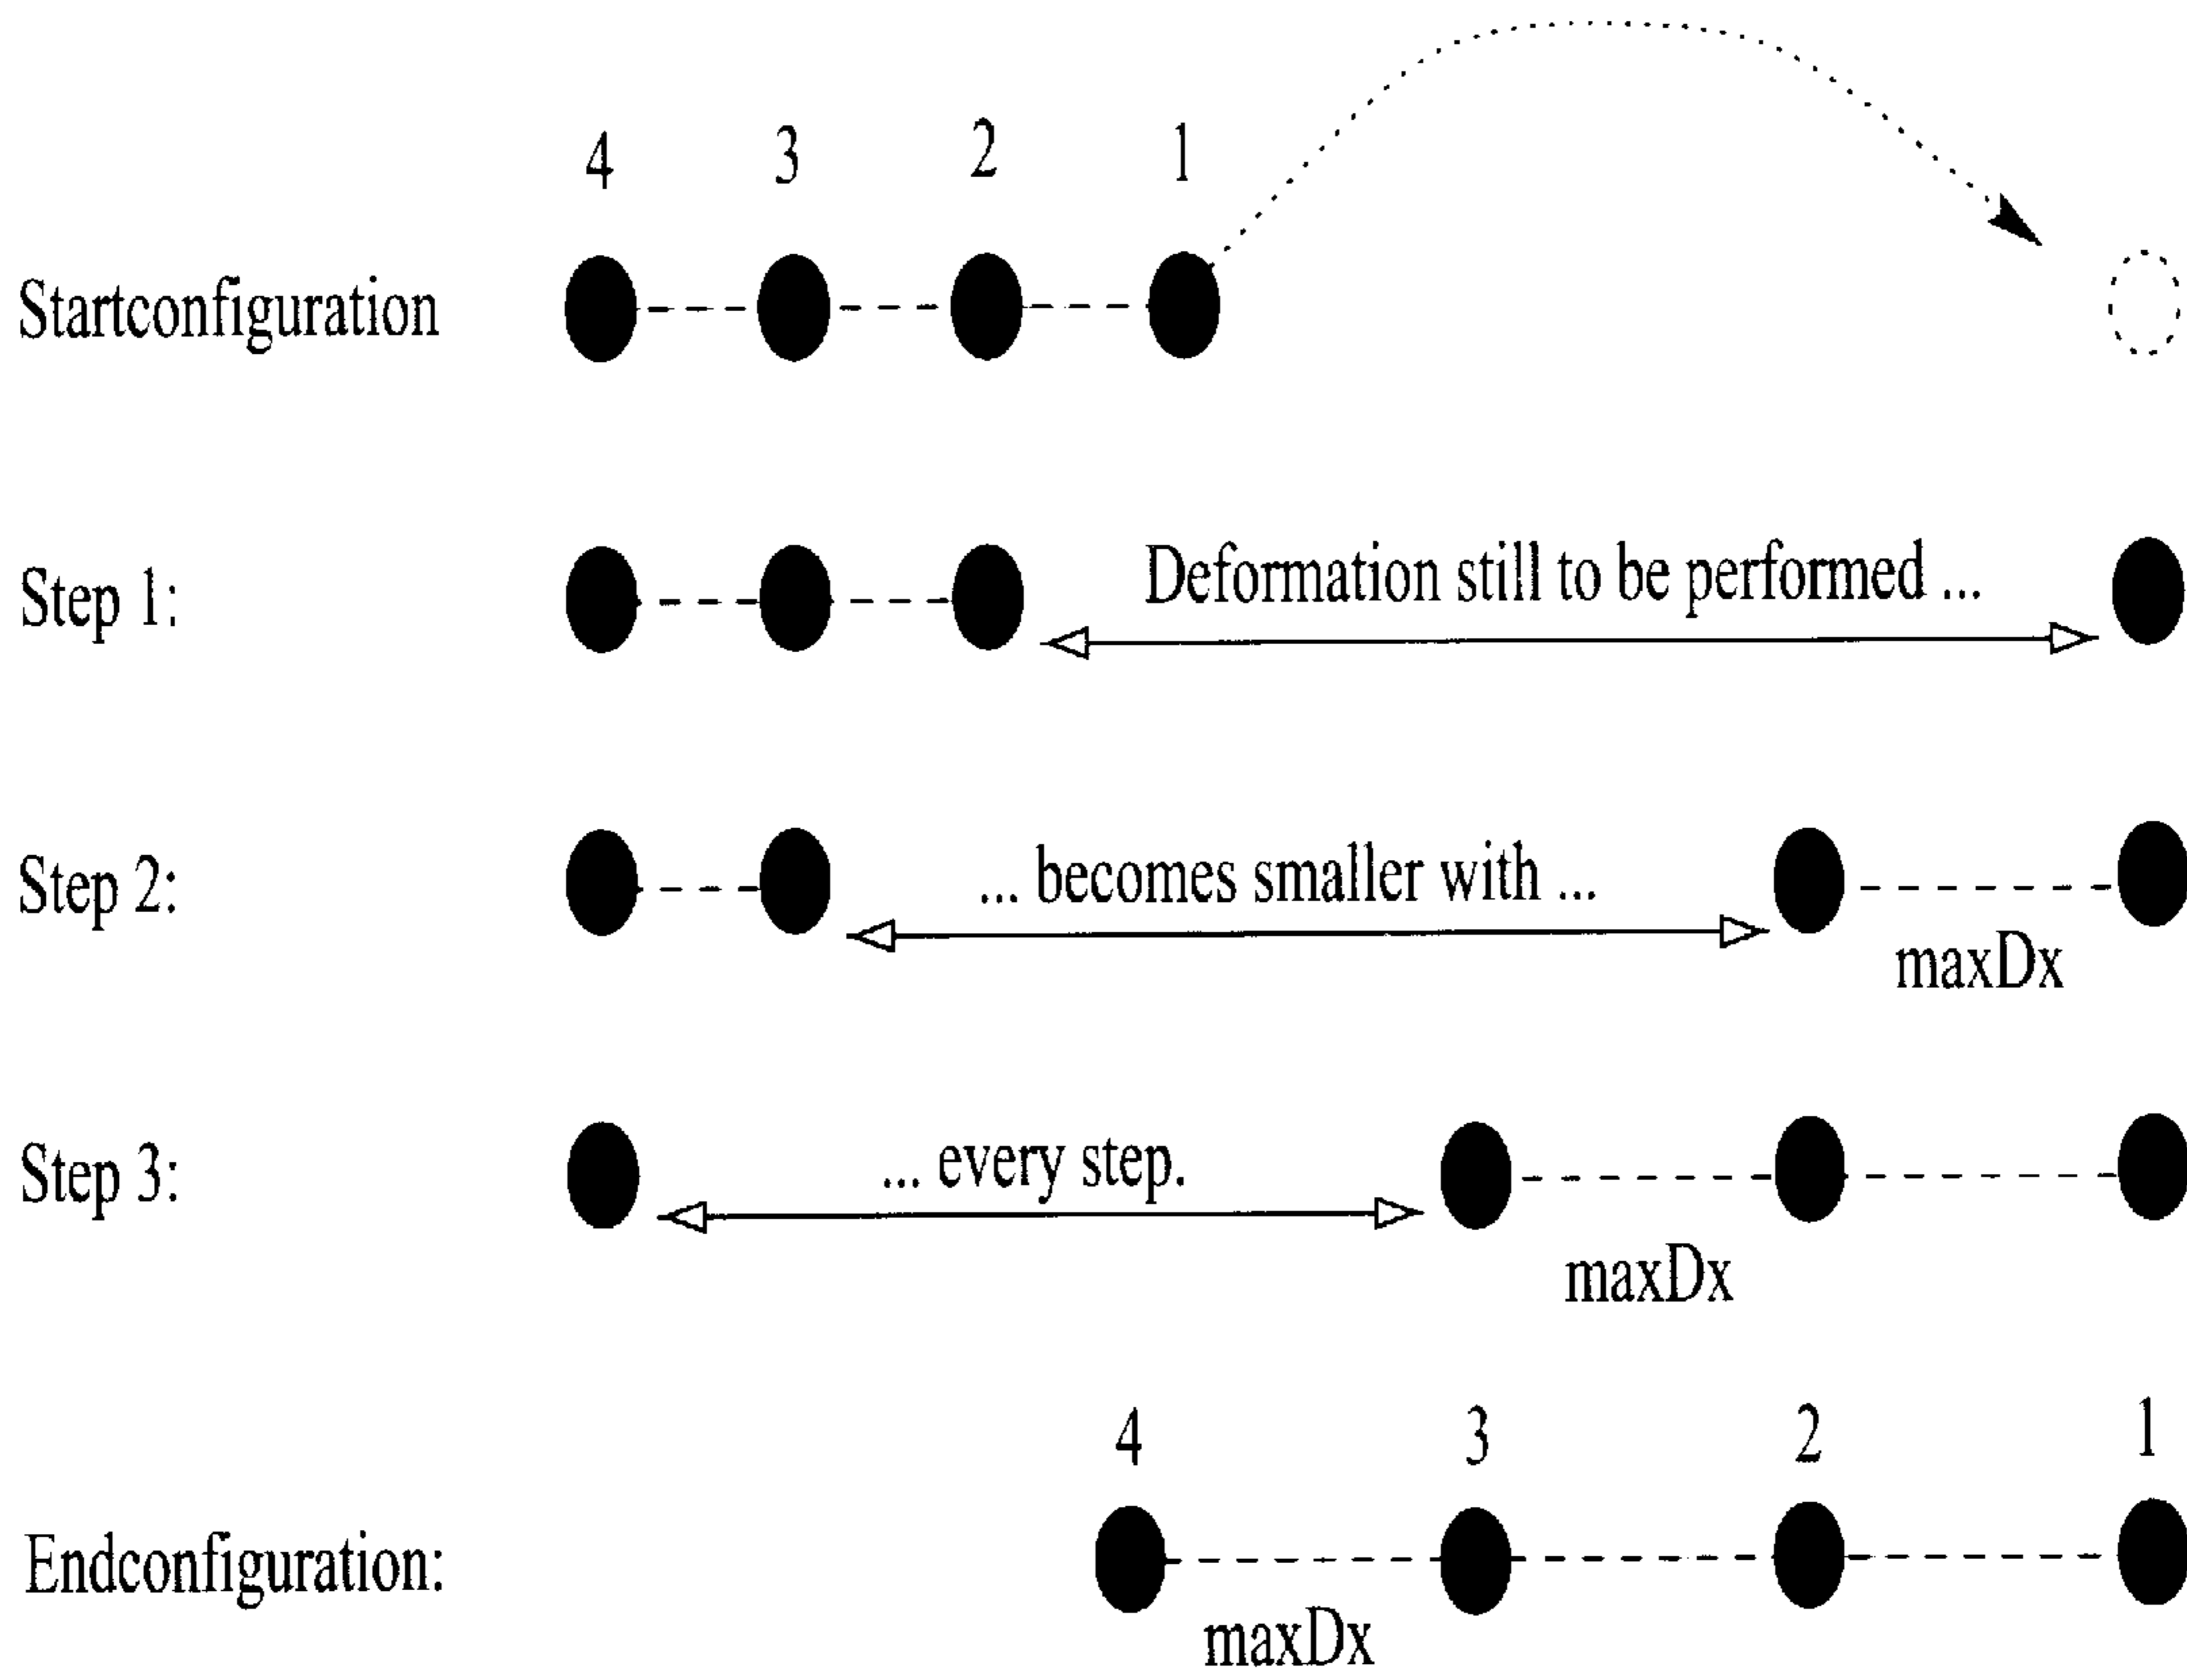 4 3 2 1
Startconfiguration
Step 1:
Deformation still to be performed ...
Step 2:
... becomes smaller with ...
maxDx
Step 3:
... every step.
maxDx
4 3 2 1
Endconfiguration:
maxDx